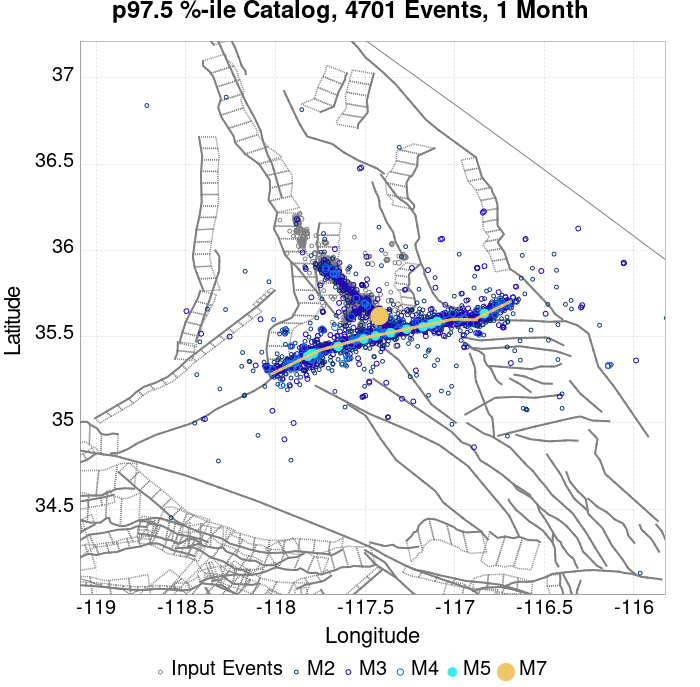 p97.5 %-ile Catalog, 4701 Events, 1 Month
37
36.5
36
35.5
35
34.5
Latitude
-119 -118.5 -118 -117.5 -117 -116.5 -116
Longitude
Input Events M2 M3 M4 M5 M7